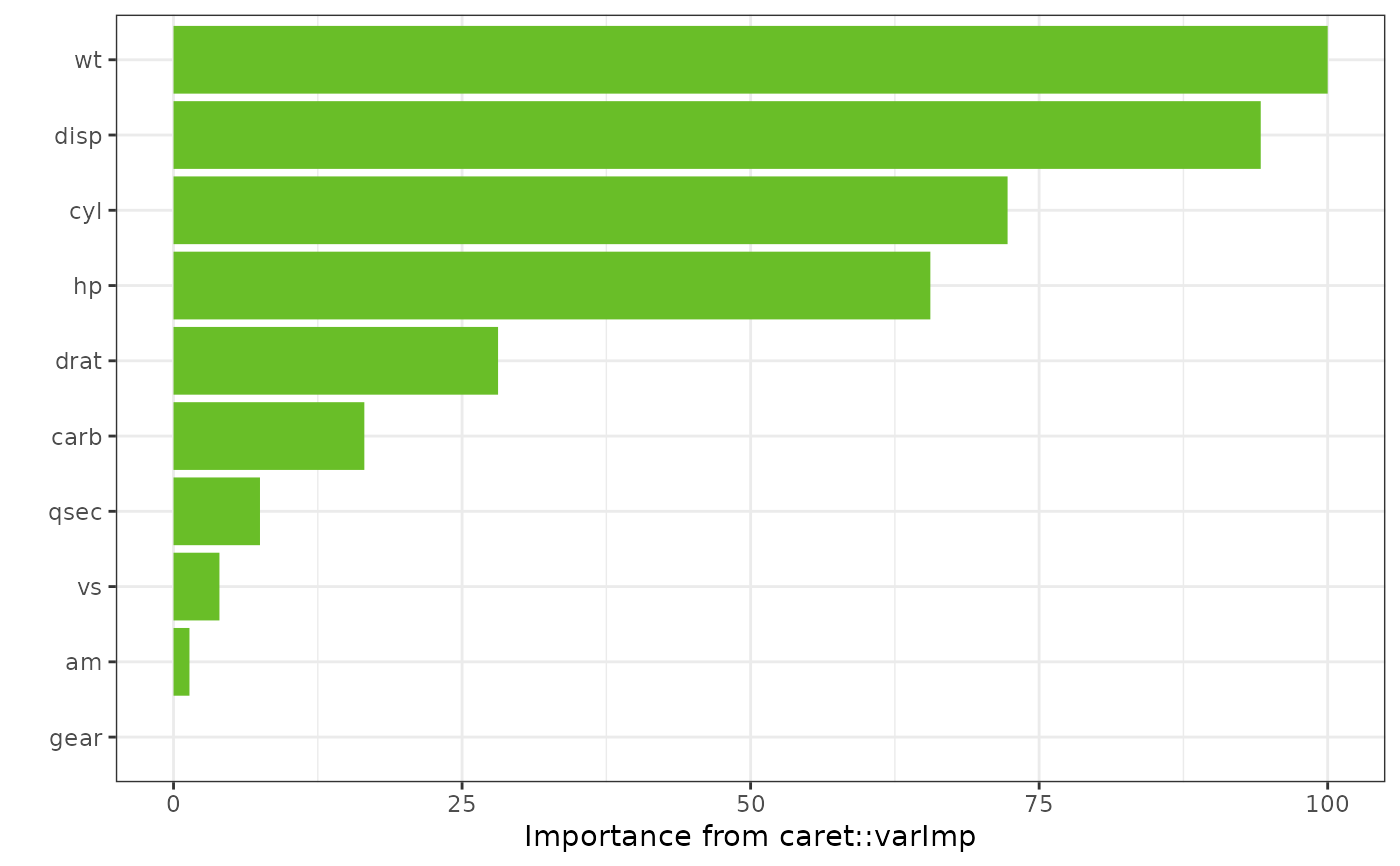 wt
disp
cyl
hp
drat
carb
qsec
vs
am
gear
0 25 50 75 100
Importance from caret::varImp